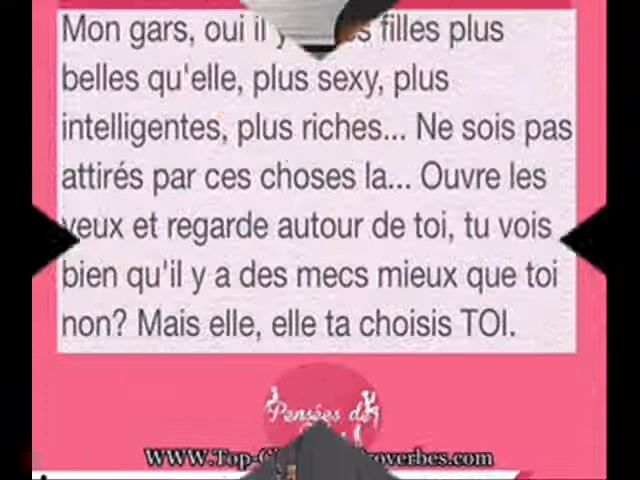 Mon gars, oui il y filles plus
belles qu'elle, plus sexy, plus
intelligentes, plus riches... Ne sois pas
attirés par ces choses la... Ouvre les
yeux et regarde autour de toi, tu vois
bien qu'il y a des mecs mieux que toi
non? Mais elle, elle ta choisis TOI.
Pensées de
WWW.Top- roverbes.com